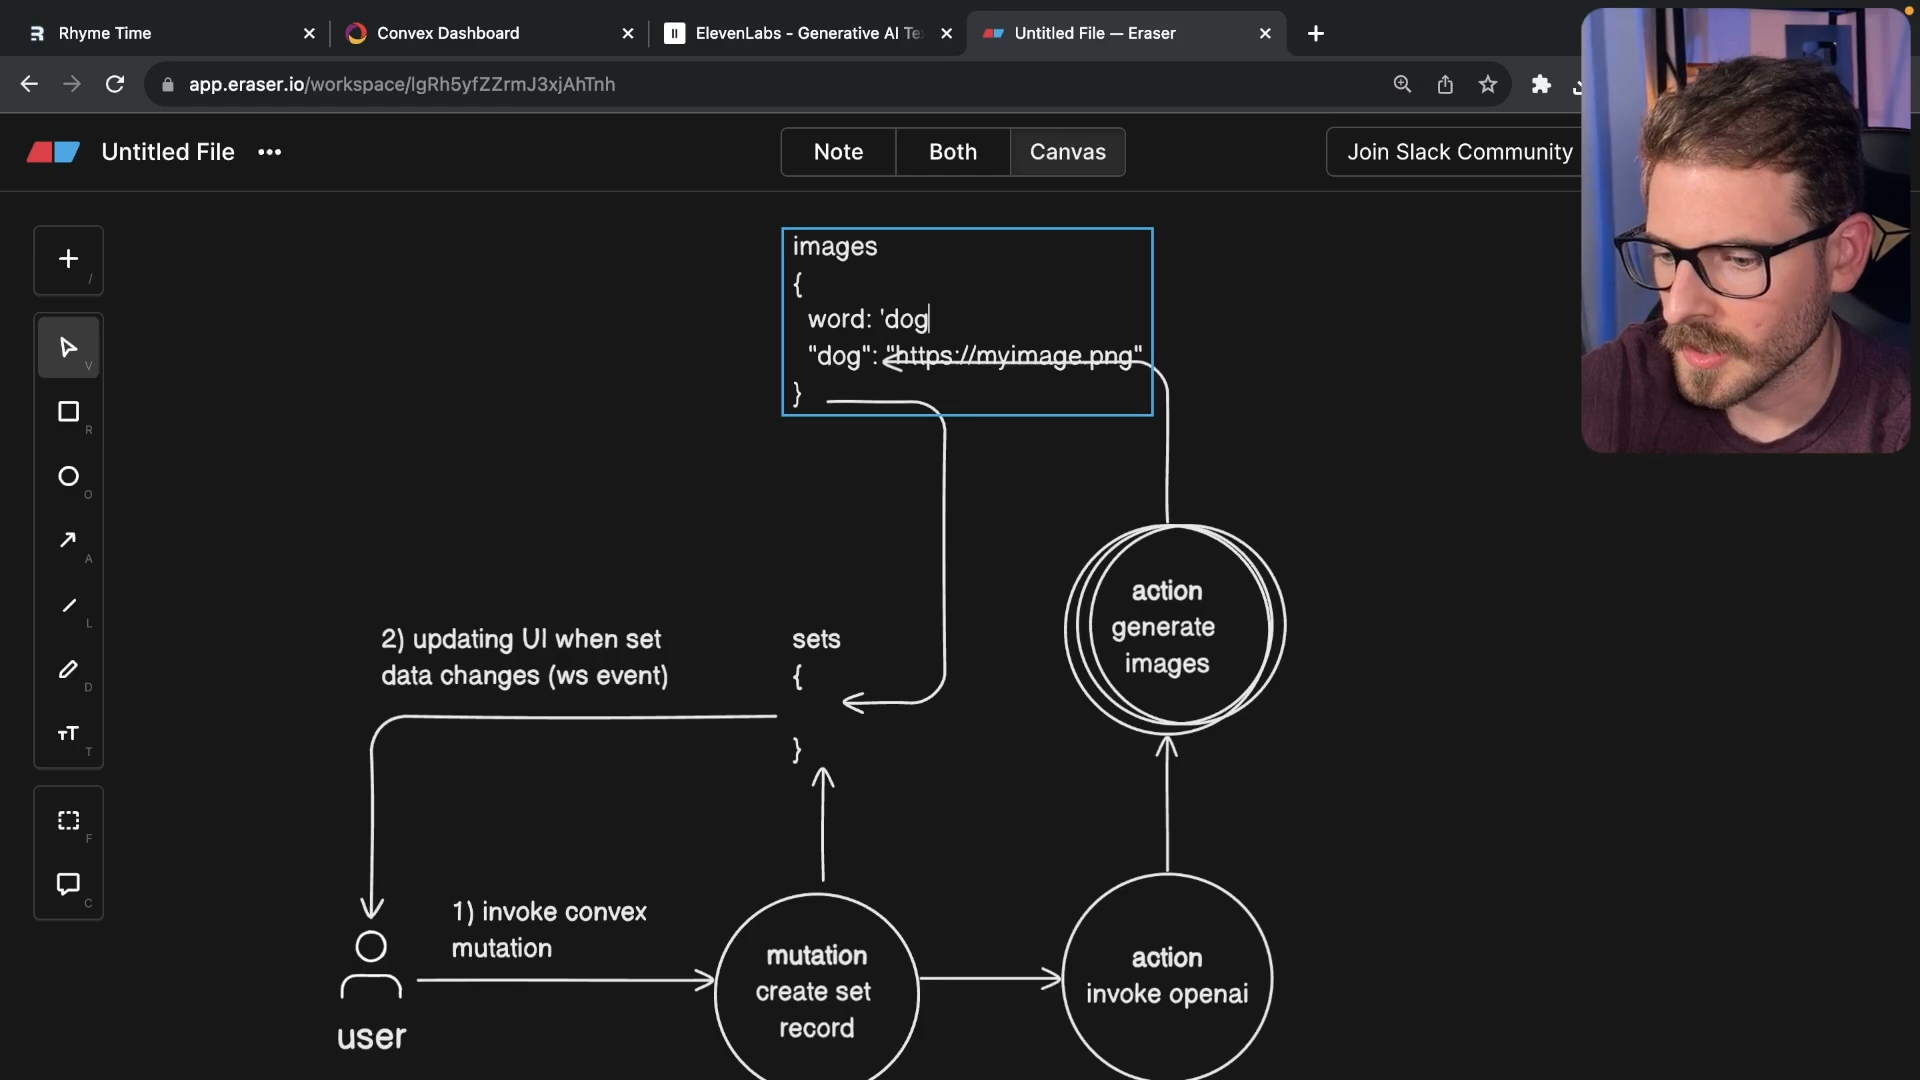 Rhyme Time
Convex Dashboard
ElevenLabs - Generative AI Te
Untitled File — Eraser
app.eraser.io/workspace/lgRh5yfZZrmJ3xjAhTnh
Untitled File
Note
Both
Canvas
Join Slack Community
/
V
R
O
A
L
D
T
F
C
images
{
word: 'dog
"dog": "https://myimage.png"
}
action
generate
images
2) updating UI when set
data changes (ws event)
sets
{
}
1) invoke convex
mutation
user
mutation
create set
record
action
invoke openai